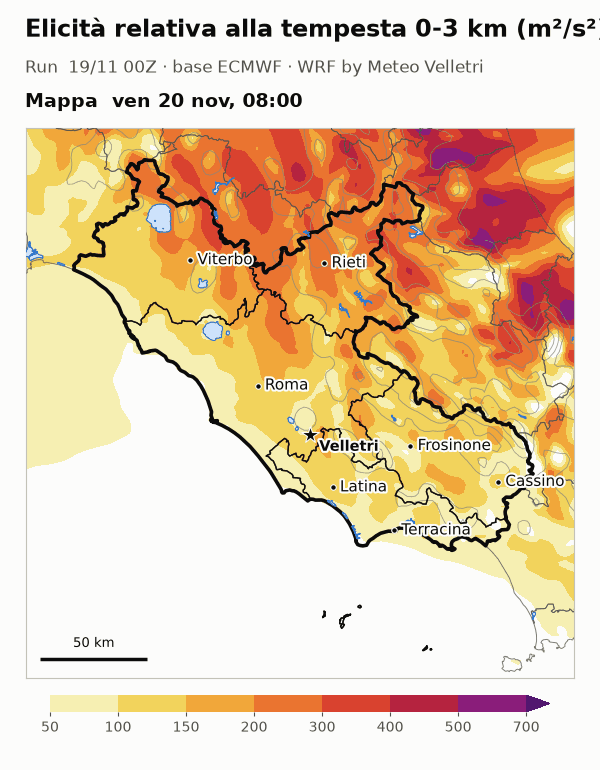 Elicità relativa alla tempesta 0-3 km (m²/s²)
Run  19/11 00Z · base ECMWF · WRF by Meteo Velletri
Mappa  ven 20 nov, 08:00
Viterbo
Rieti
Roma
Velletri
Frosinone
Cassino
Latina
Terracina
50 km
50 100 150 200 300 400 500 700